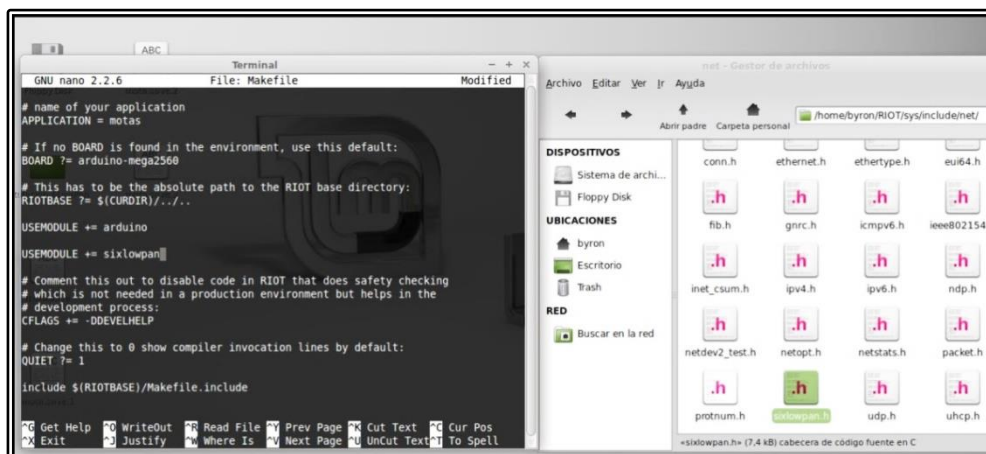 ABC
Terminal
GNU nano 2.2.6 File: Makefile Modified
# name of your application
APPLICATION = motas
# If no BOARD is found in the environment, use this default:
BOARD ?= arduino-mega2560
# This has to be the absolute path to the RIOT base directory:
RIOTBASE ?= $(CURDIR)/../..
USEMODULE += arduino
USEMODULE += sixlowpan
# Comment this out to disable code in RIOT that does safety checking
# which is not needed in a production environment but helps in the
# development process:
CFLAGS += -DDEVELHELP
# Change this to 0 show compiler invocation lines by default:
QUIET ?= 1
include $(RIOTBASE)/Makefile.include
^G Get Help ^O WriteOut ^R Read File ^Y Prev Page ^K Cut Text ^C Cur Pos
^X Exit ^J Justify ^W Where Is ^V Next Page ^U UnCut Text ^T To Spell
net - Gestor de archivos
Archivo Editar Ver Ir Ayuda
Abrir padre Carpeta personal /home/byron/RIOT/sys/include/net/
DISPOSITIVOS
Sistema de archi...
Floppy Disk
UBICACIONES
byron
Escritorio
Trash
RED
Buscar en la red
conn.h ethernet.h ethertype.h eui64.h
.h .h .h .h
fib.h gnrc.h icmpv6.h ieee802154
.h .h .h .h
inet_csum.h ipv4.h ipv6.h ndp.h
.h .h .h .h
netdev2_test.h netopt.h netstats.h packet.h
.h .h .h .h
protnum.h sixlowpan.h udp.h uhcp.h
«sixlowpan.h» (7,4 kB) cabecera de código fuente en C